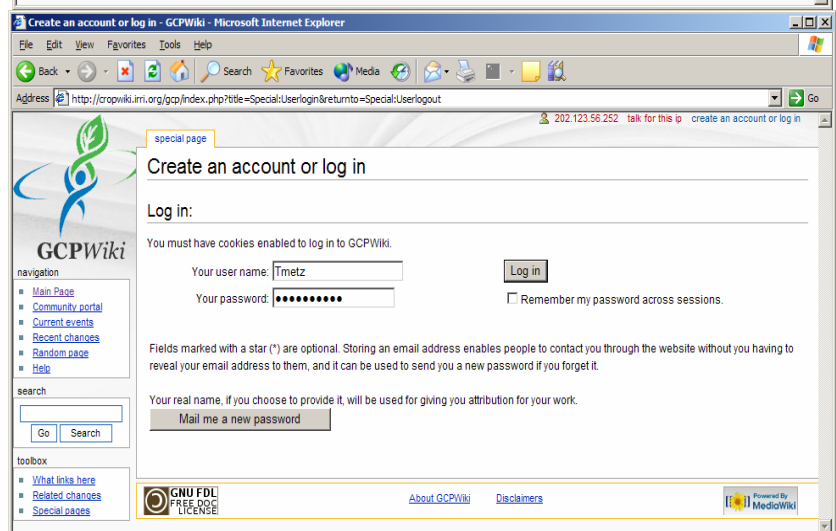 Create an account or log in - GCPWiki - Microsoft Internet Explorer
File Edit View Favorites Tools Help
Back Search Favorites Media
Address http://cropwiki.irri.org/gcp/index.php?title=Special:Userlogin&returnto=Special:Userlogout Go
202.123.56.252 talk for this ip create an account or log in
special page
Create an account or log in
Log in:
You must have cookies enabled to log in to GCPWiki.
Your user name: Tmetz Log in
Your password: ●●●●●●●●●● Remember my password across sessions.
Fields marked with a star (*) are optional. Storing an email address enables people to contact you through the website without you having to
reveal your email address to them, and it can be used to send you a new password if you forget it.
Your real name, if you choose to provide it, will be used for giving you attribution for your work.
Mail me a new password
GCPWiki
navigation
Main Page
Community portal
Current events
Recent changes
Random page
Help
search
Go Search
toolbox
What links here
Related changes
Special pages
GNU FDL
FREE DOC
LICENSE
About GCPWiki Disclaimers
Powered By
MediaWiki